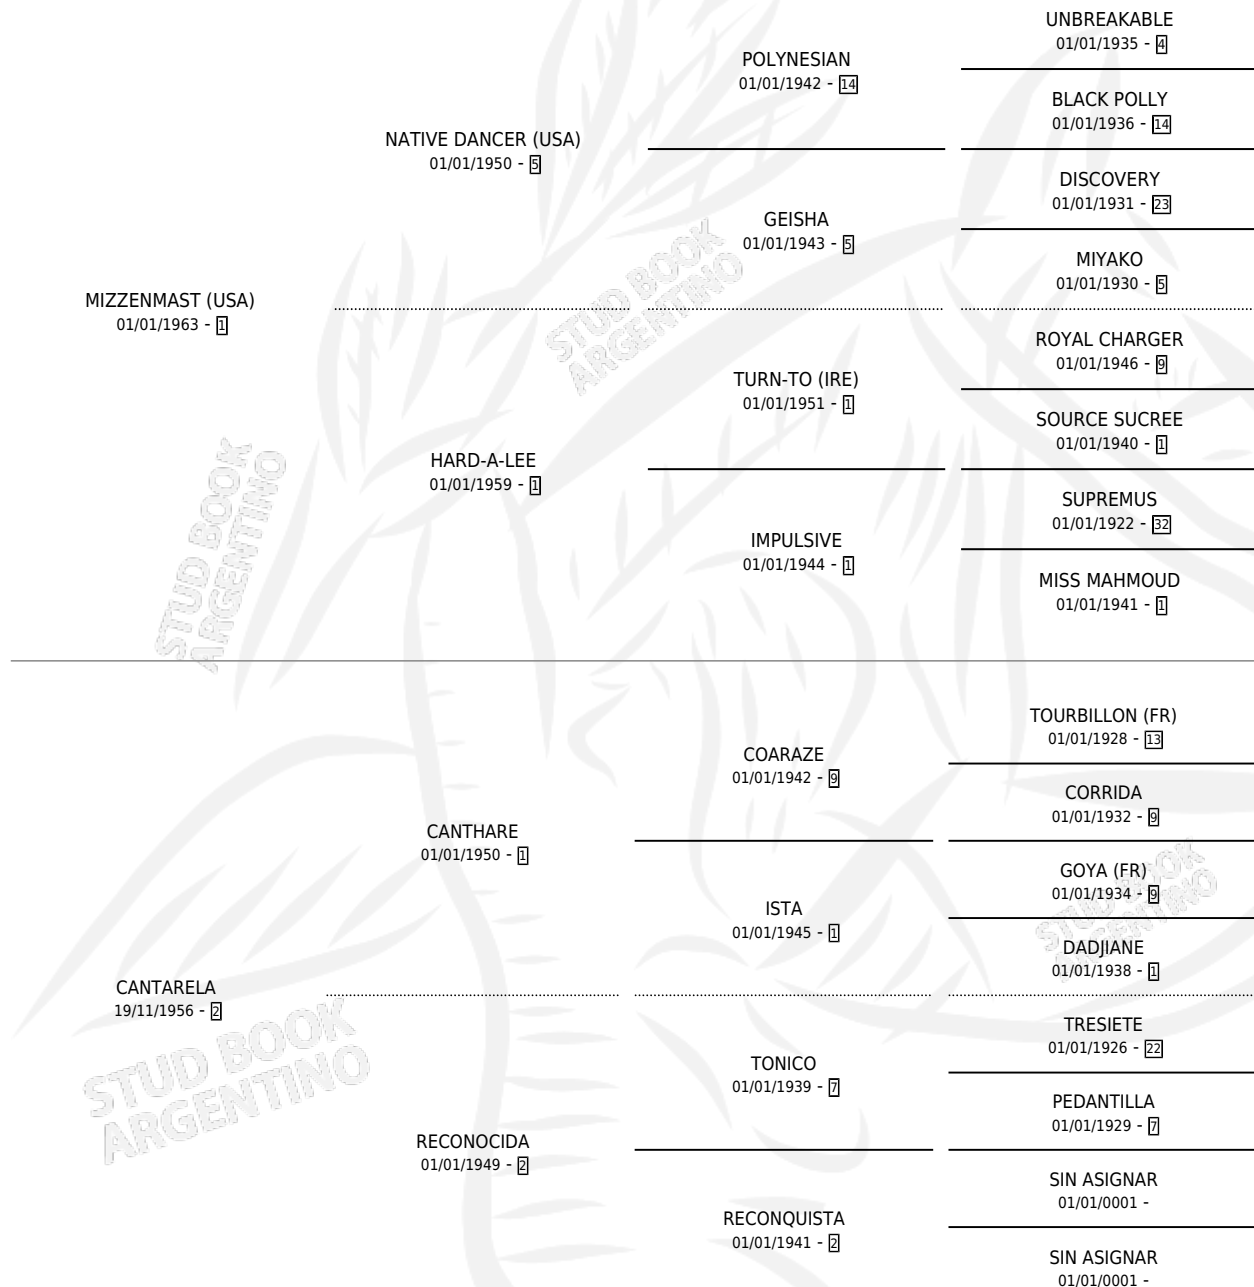 UNBREAKABLE
01/01/1935 - 4
POLYNESIAN
01/01/1942 - 14
BLACK POLLY
01/01/1936 - 14
NATIVE DANCER (USA)
01/01/1950 - 5
DISCOVERY
01/01/1931 - 23
GEISHA
01/01/1943 - 5
MIYAKO
01/01/1930 - 5
MIZZENMAST (USA)
01/01/1963 - 1
ROYAL CHARGER
01/01/1946 - 9
TURN-TO (IRE)
01/01/1951 - 1
SOURCE SUCREE
01/01/1940 - 1
HARD-A-LEE
01/01/1959 - 1
SUPREMUS
01/01/1922 - 32
IMPULSIVE
01/01/1944 - 1
MISS MAHMOUD
01/01/1941 - 1
STUD BOOK
ARGENTINO
STUD BOOK
ARGENTINO
TOURBILLON (FR)
01/01/1928 - 13
COARAZE
01/01/1942 - 9
CORRIDA
01/01/1932 - 9
CANTHARE
01/01/1950 - 1
GOYA (FR)
01/01/1934 - 9
ISTA
01/01/1945 - 1
DADJIANE
01/01/1938 - 1
CANTARELA
19/11/1956 - 2
TRESIETE
01/01/1926 - 22
TONICO
01/01/1939 - 7
PEDANTILLA
01/01/1929 - 7
RECONOCIDA
01/01/1949 - 2
SIN ASIGNAR
01/01/0001 -
RECONQUISTA
01/01/1941 - 2
SIN ASIGNAR
01/01/0001 -
STUD BOOK
ARGENTINO
STUD BOOK
ARGENTINO